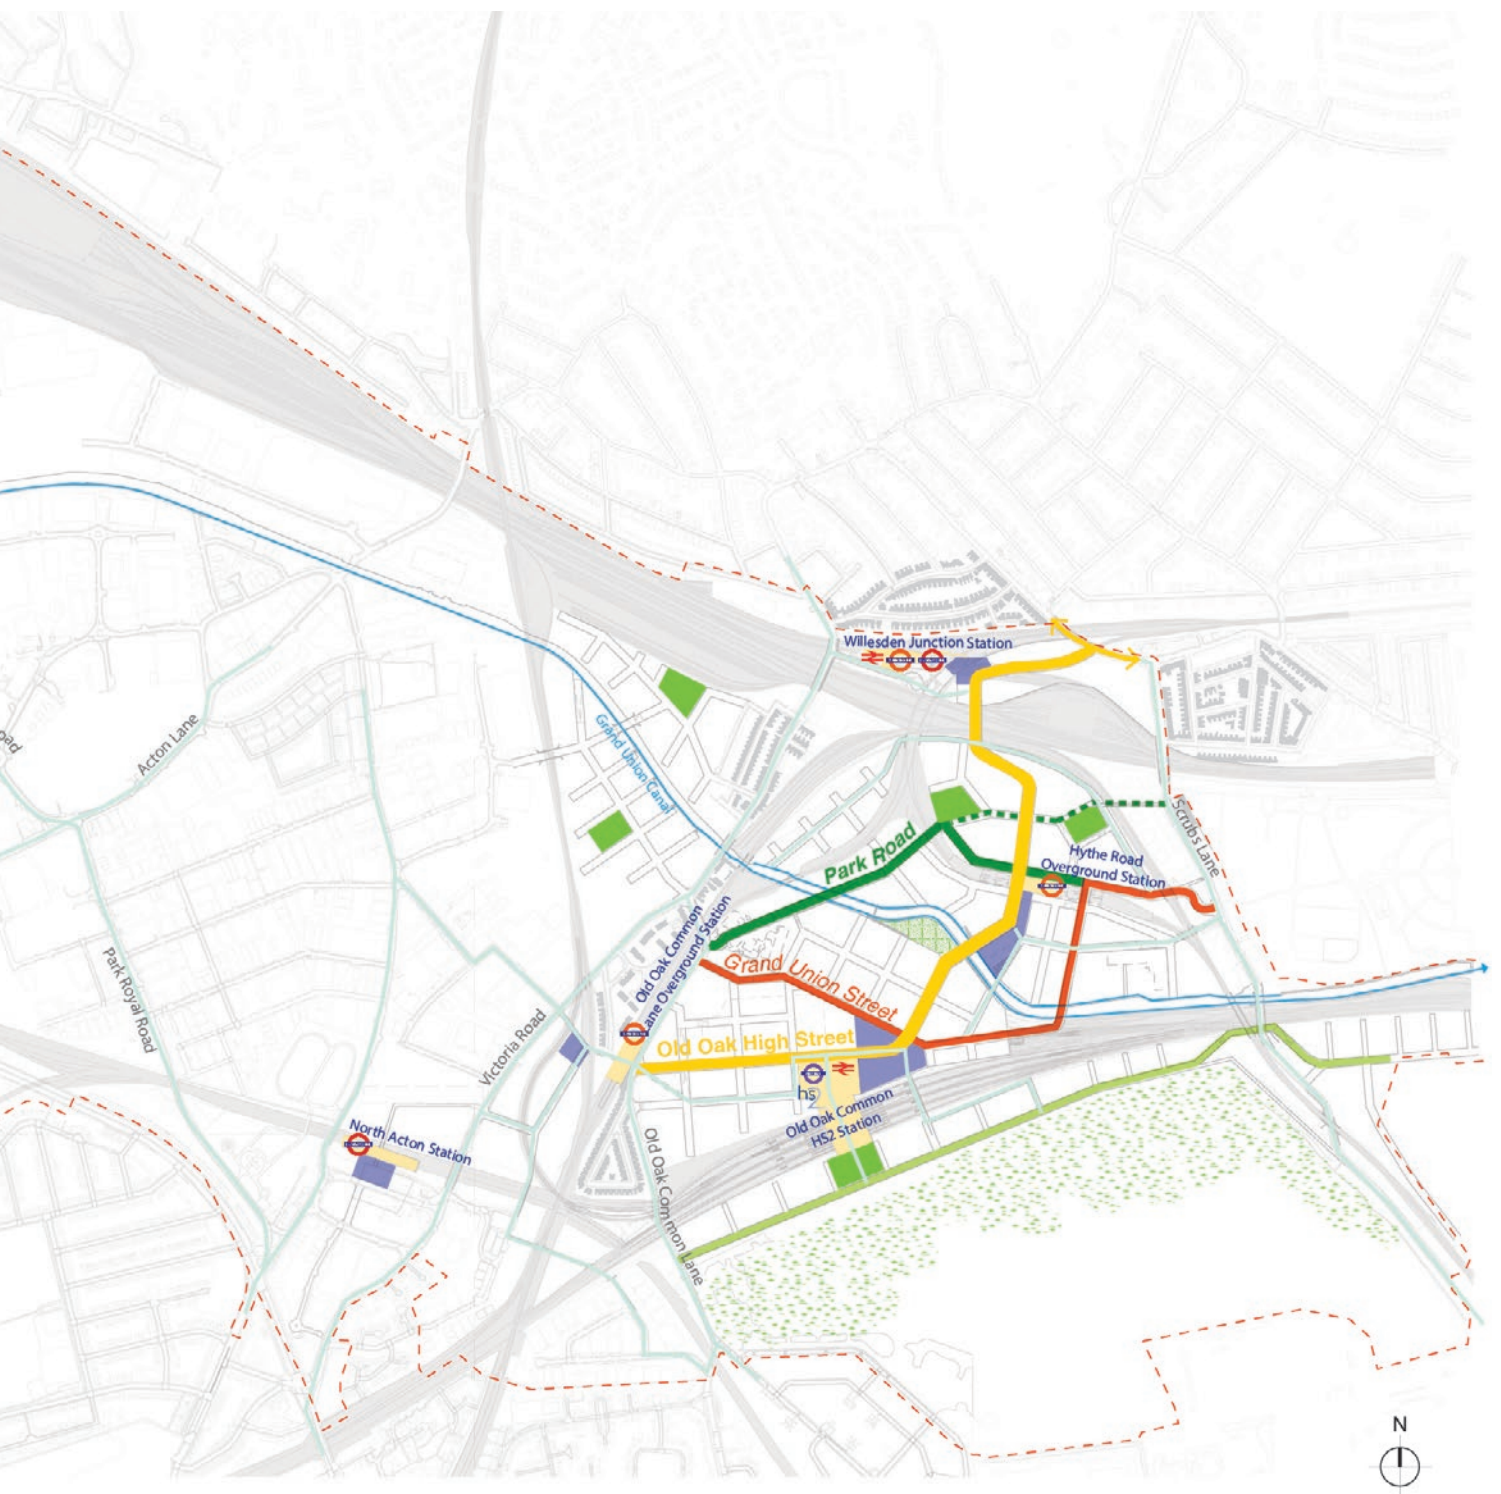 Willesden Junction Station
Acton Lane
oad
Grand Union Canal
Scrubs Lane
Park Road
Hythe Road
Overground Station
Old Oak Common
Lane Overground Station
Grand Union Street
Park Royal Road
Victoria Road
Old Oak High Street
hs2
Old Oak Common
HS2 Station
North Acton Station
Old Oak Common Lane
N